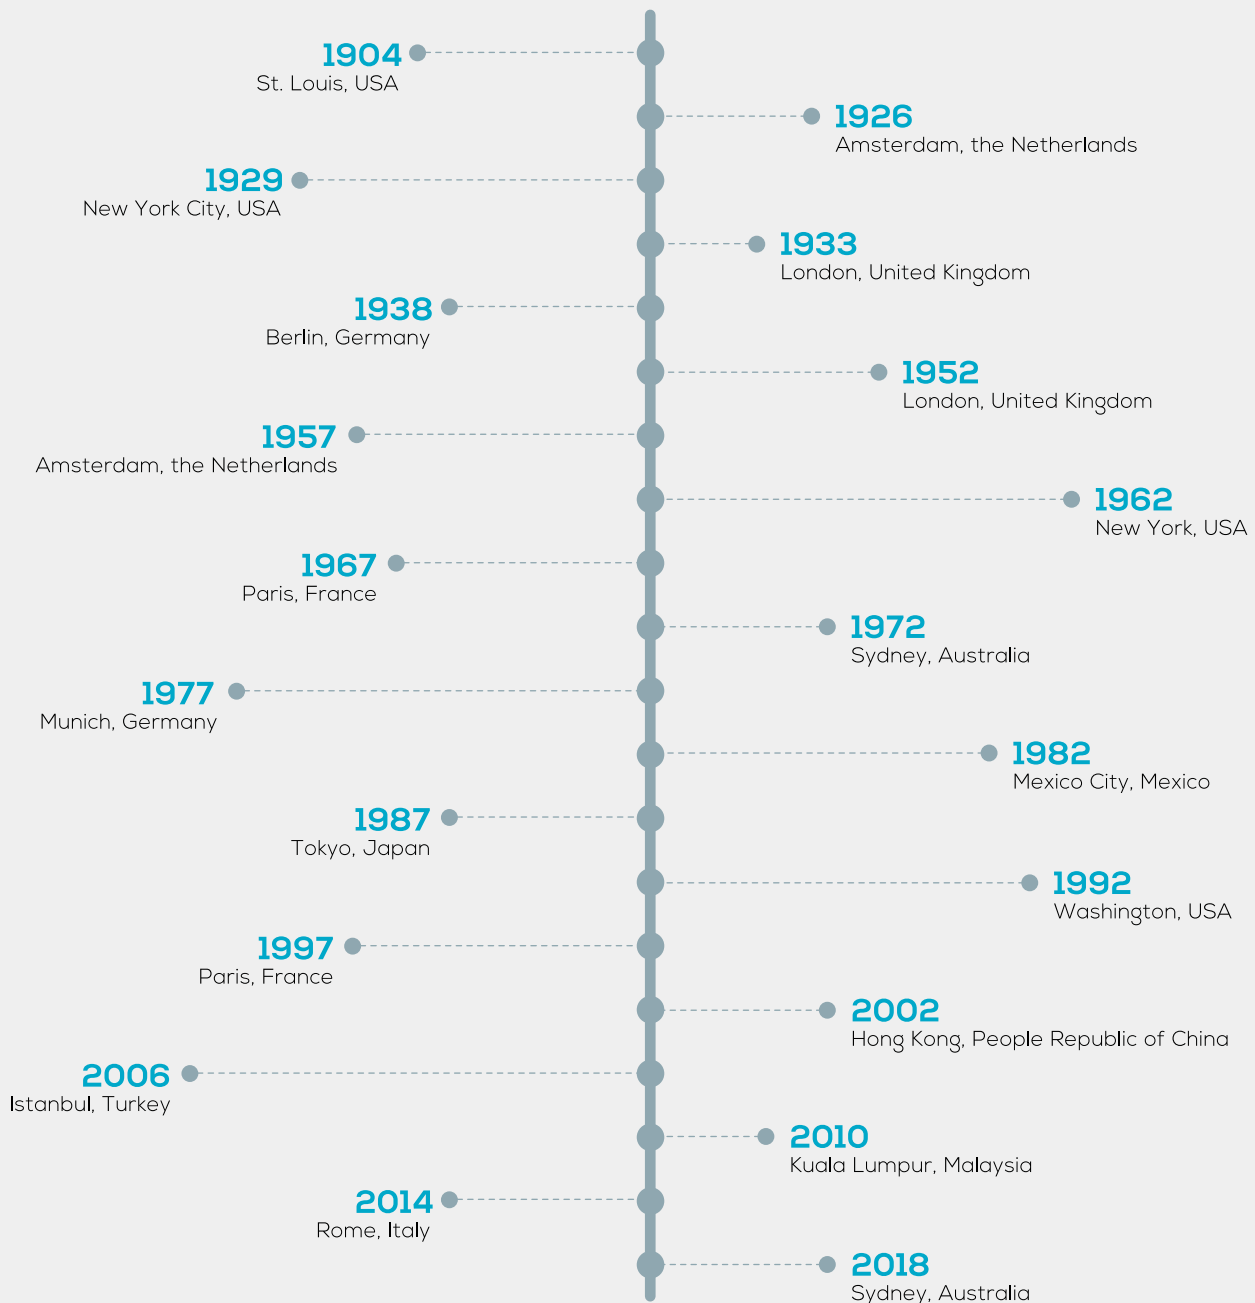 1904
St. Louis, USA
1926
Amsterdam, the Netherlands
1929
New York City, USA
1933
London, United Kingdom
1938
Berlin, Germany
1952
London, United Kingdom
1957
Amsterdam, the Netherlands
1962
New York, USA
1967
Paris, France
1972
Sydney, Australia
1977
Munich, Germany
1982
Mexico City, Mexico
1987
Tokyo, Japan
1992
Washington, USA
1997
Paris, France
2002
Hong Kong, People Republic of China
2006
Istanbul, Turkey
2010
Kuala Lumpur, Malaysia
2014
Rome, Italy
2018
Sydney, Australia